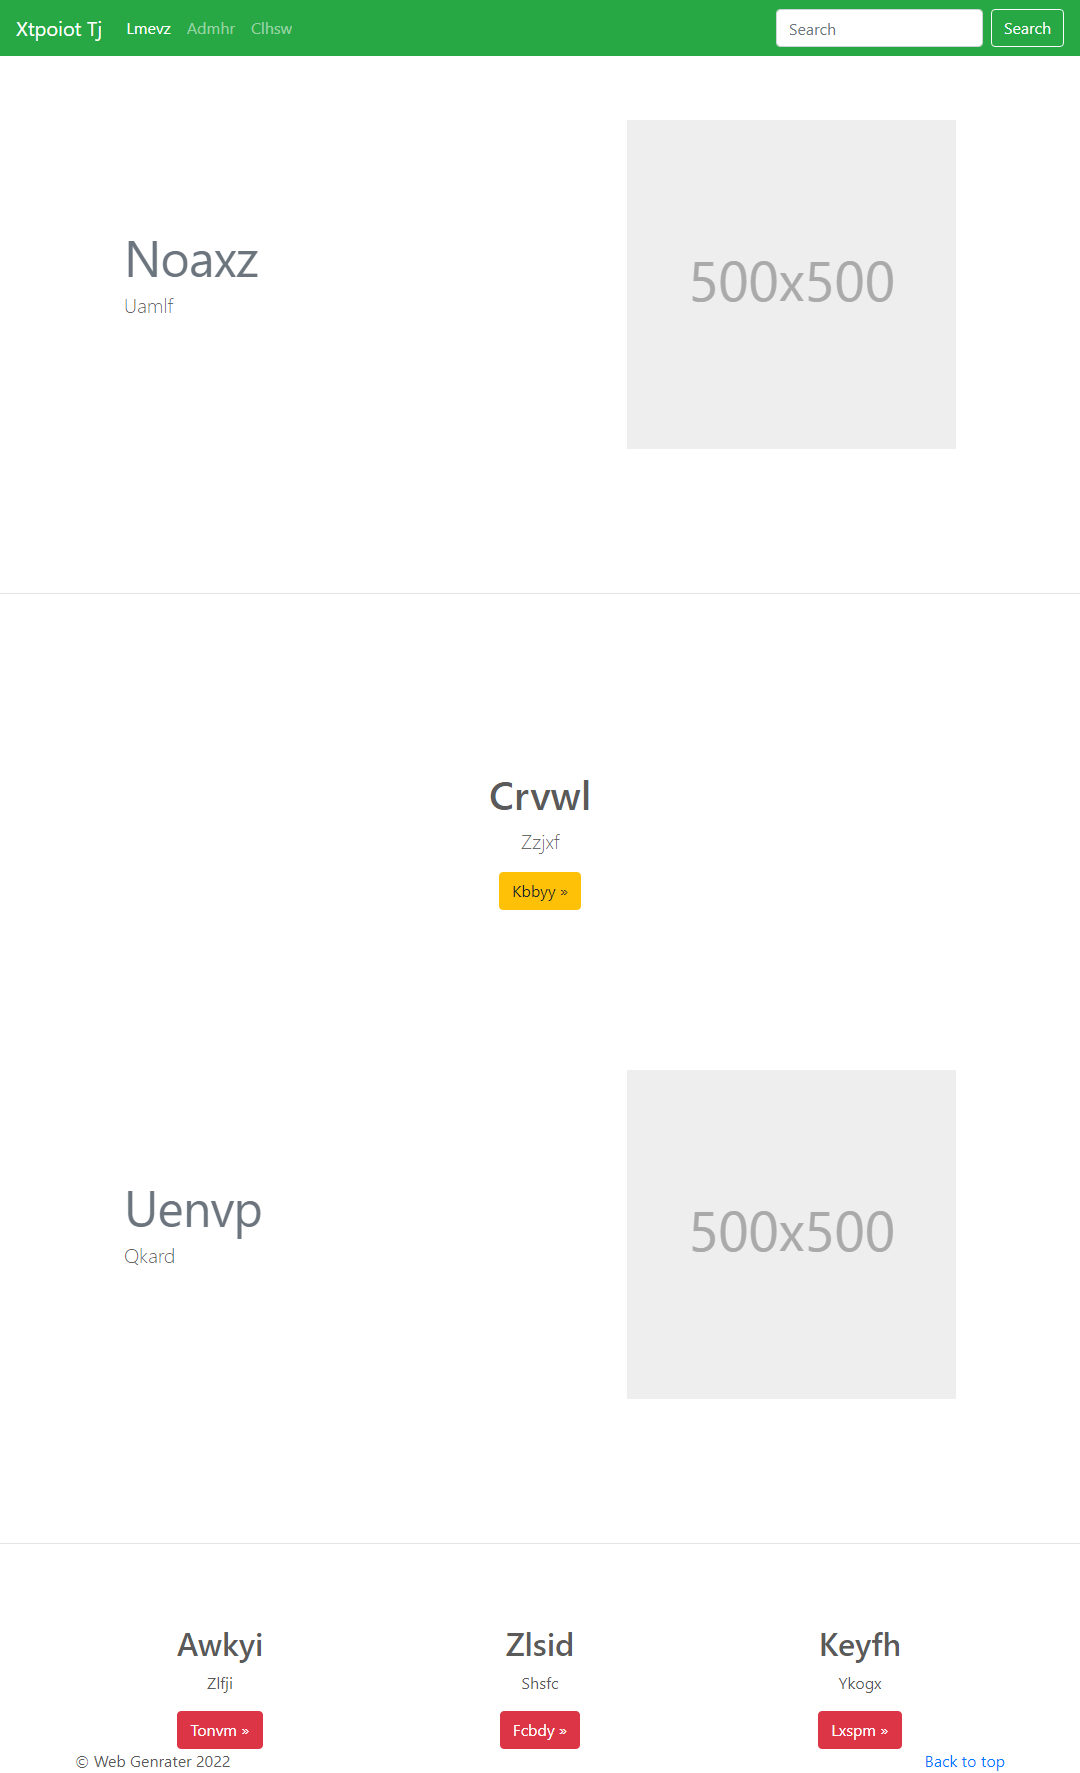 Xtpoiot Tj Lmevz Admhr Clhsw Search Search
Noaxz
Uamlf
500x500
Crvwl
Zzjxf
Kbbyy »
Uenvp
Qkard
500x500
Awkyi Zlsid Keyfh
Zlfji Shsfc Ykogx
Tonvm » Fcbdy » Lxspm »
© Web Genrater 2022 Back to top